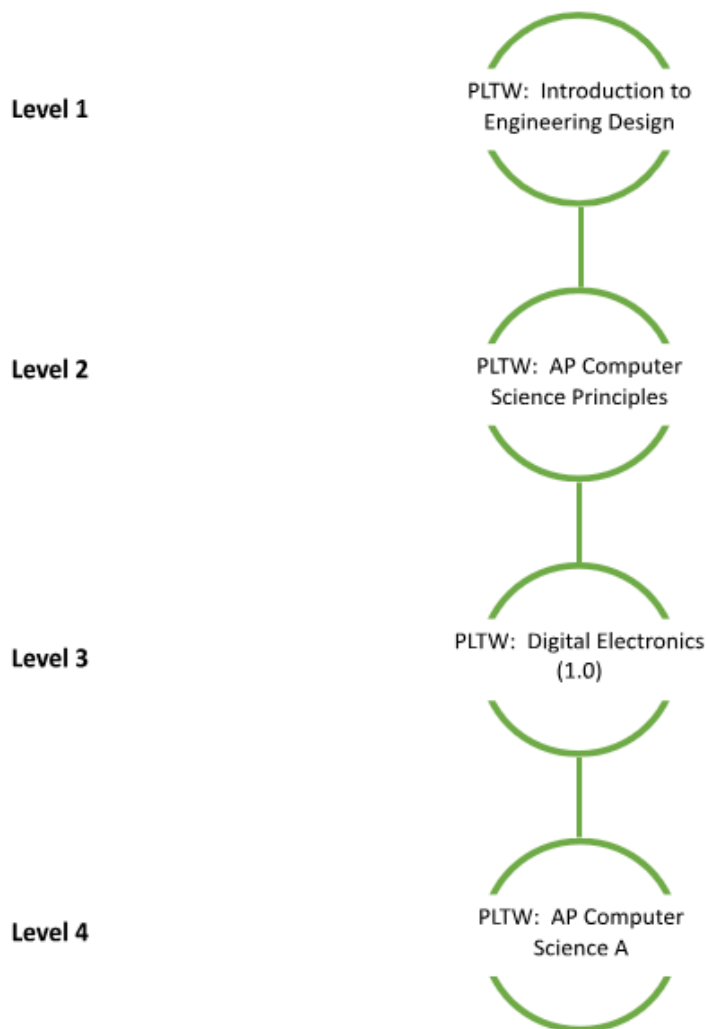 Level 1
PLTW:  Introduction to
Engineering Design
Level 2
PLTW:  AP Computer
Science Principles
Level 3
PLTW:  Digital Electronics
(1.0)
Level 4
PLTW:  AP Computer
Science A